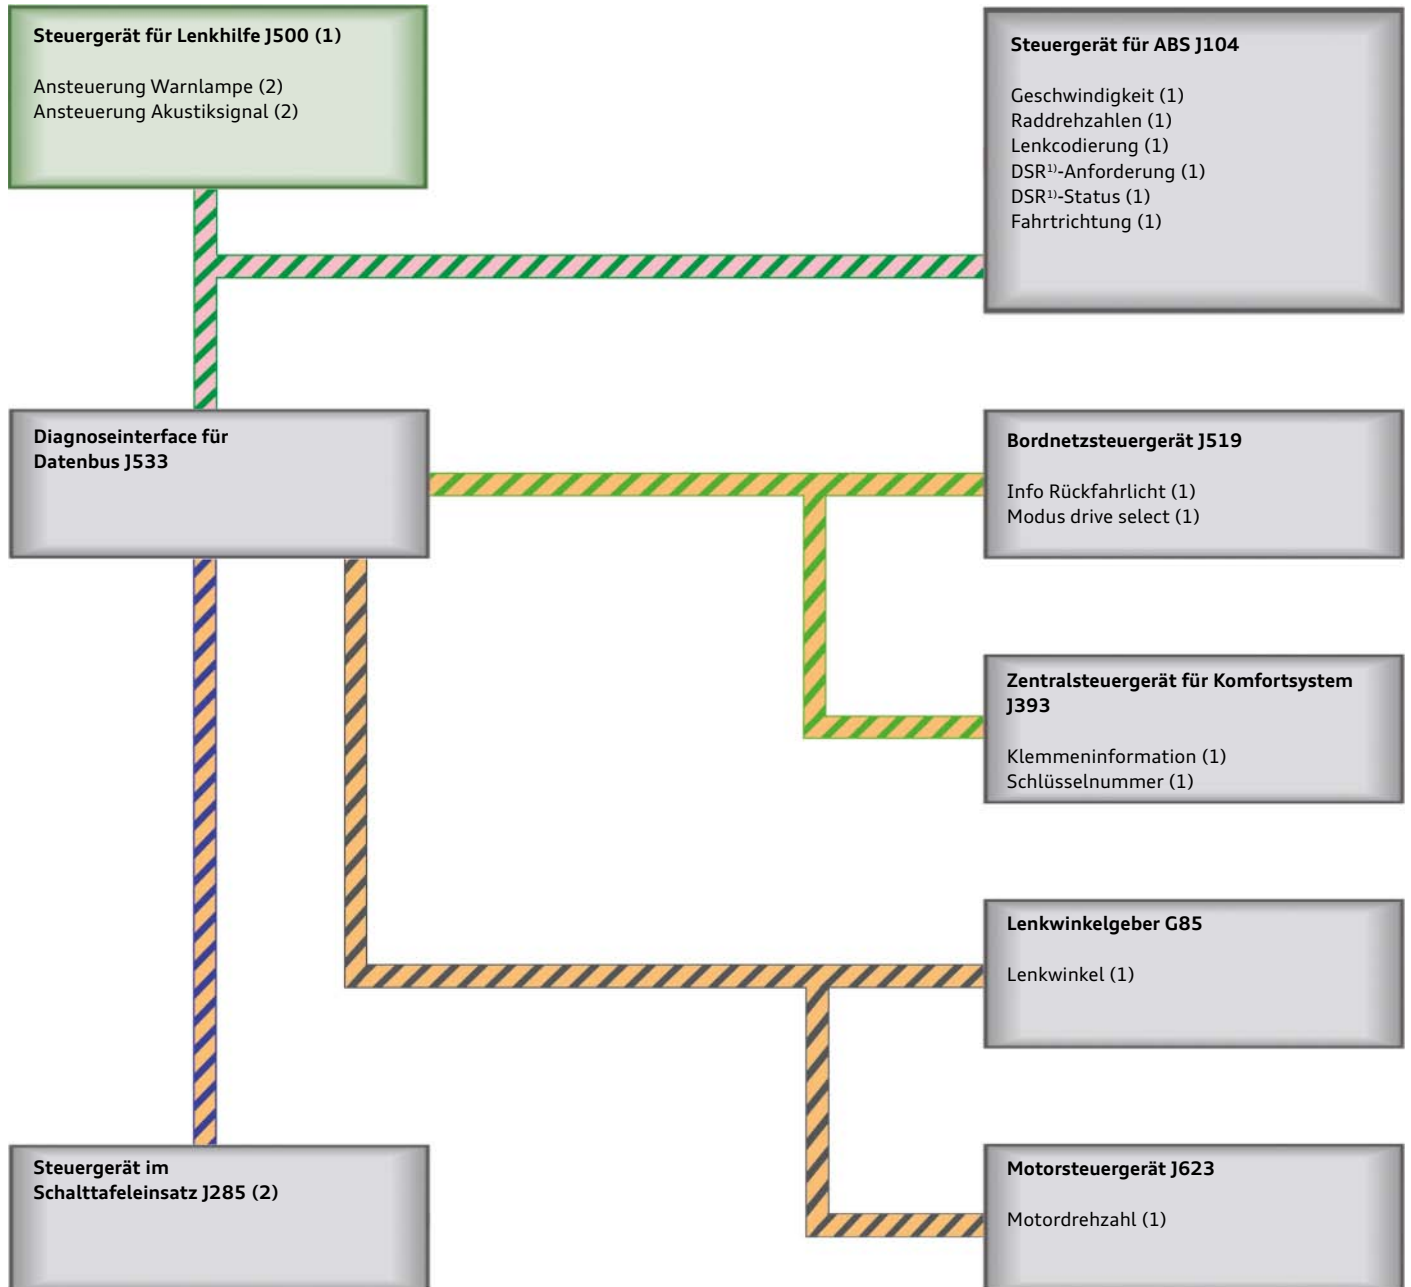 Steuergerät für Lenkhilfe J500 (1)
Ansteuerung Warnlampe (2)
Ansteuerung Akustiksignal (2)
Steuergerät für ABS J104
Geschwindigkeit (1)
Raddrehzahlen (1)
Lenkcodierung (1)
DSR¹⁾-Anforderung (1)
DSR¹⁾-Status (1)
Fahrtrichtung (1)
Diagnoseinterface für
Datenbus J533
Bordnetzsteuergerät J519
Info Rückfahrlicht (1)
Modus drive select (1)
Zentralsteuergerät für Komfortsystem
J393
Klemmeninformation (1)
Schlüsselnummer (1)
Lenkwinkelgeber G85
Lenkwinkel (1)
Steuergerät im
Schalttafeleinsatz J285 (2)
Motorsteuergerät J623
Motordrehzahl (1)